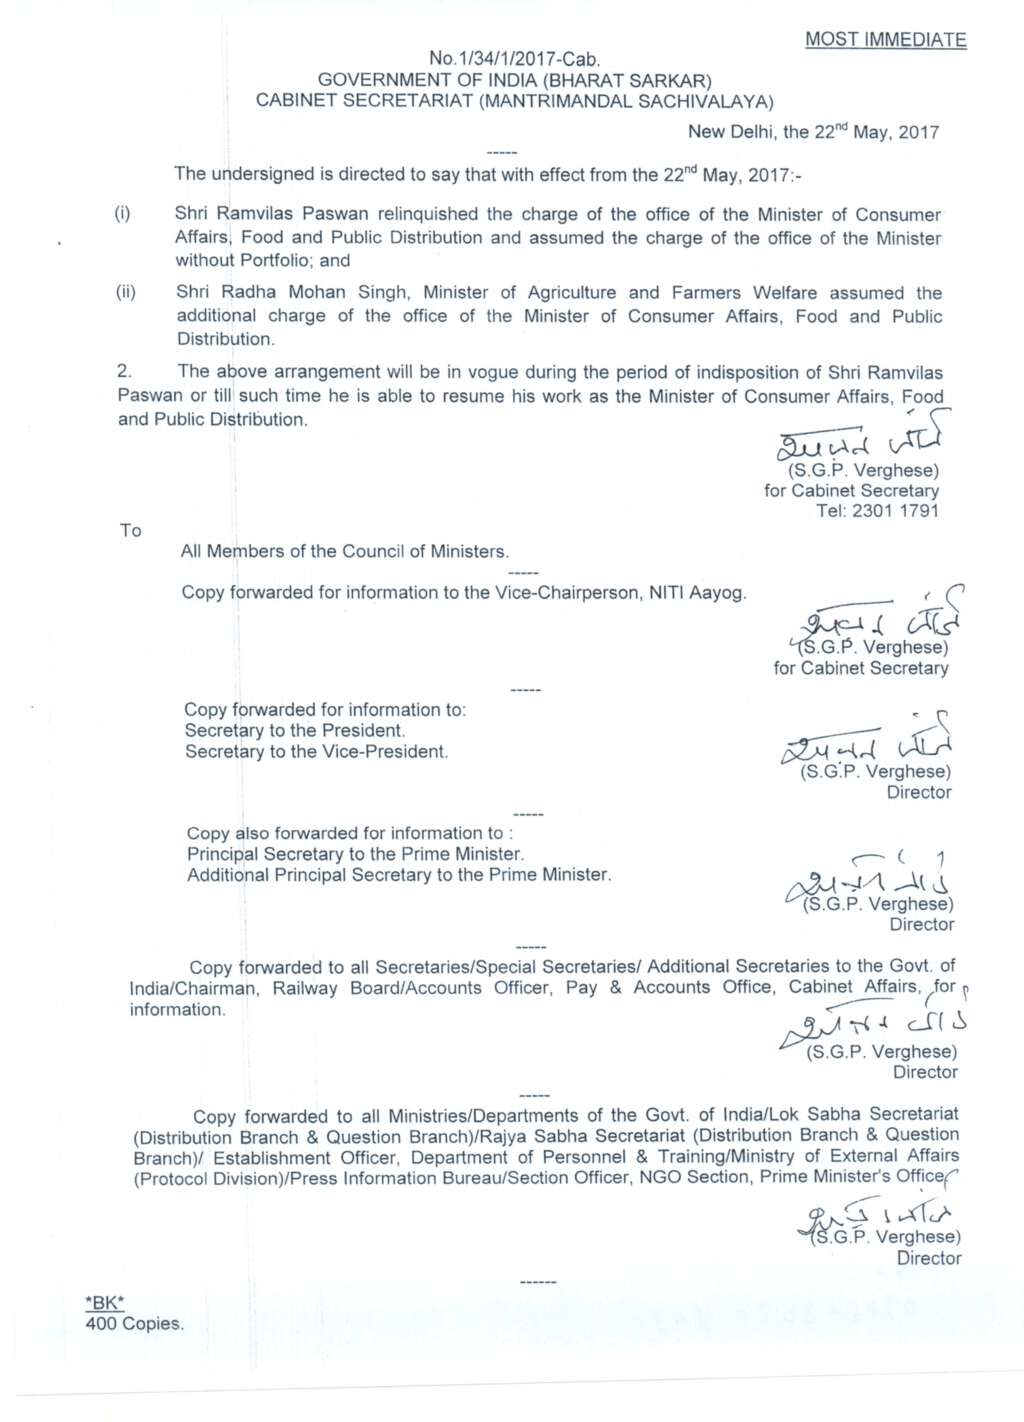 MOST IMMEDIATE
No.1/34/1/2017-Cab.
GOVERNMENT OF INDIA (BHARAT SARKAR)
CABINET SECRETARIAT (MANTRIMANDAL SACHIVALAYA)
New Delhi, the 22nd May, 2017
-----
The undersigned is directed to say that with effect from the 22nd May, 2017:-
(i) Shri Ramvilas Paswan relinquished the charge of the office of the Minister of Consumer
Affairs, Food and Public Distribution and assumed the charge of the office of the Minister
without Portfolio; and
(ii) Shri Radha Mohan Singh, Minister of Agriculture and Farmers Welfare assumed the
additional charge of the office of the Minister of Consumer Affairs, Food and Public
Distribution.
2. The above arrangement will be in vogue during the period of indisposition of Shri Ramvilas
Paswan or till such time he is able to resume his work as the Minister of Consumer Affairs, Food
and Public Distribution.
(S.G.P. Verghese)
for Cabinet Secretary
Tel: 2301 1791
To
All Members of the Council of Ministers.
-----
Copy forwarded for information to the Vice-Chairperson, NITI Aayog.
(S.G.P. Verghese)
for Cabinet Secretary
-----
Copy forwarded for information to:
Secretary to the President.
Secretary to the Vice-President.
(S.G.P. Verghese)
Director
-----
Copy also forwarded for information to :
Principal Secretary to the Prime Minister.
Additional Principal Secretary to the Prime Minister.
(S.G.P. Verghese)
Director
-----
Copy forwarded to all Secretaries/Special Secretaries/ Additional Secretaries to the Govt. of
India/Chairman, Railway Board/Accounts Officer, Pay & Accounts Office, Cabinet Affairs, for
information.
(S.G.P. Verghese)
Director
-----
Copy forwarded to all Ministries/Departments of the Govt. of India/Lok Sabha Secretariat
(Distribution Branch & Question Branch)/Rajya Sabha Secretariat (Distribution Branch & Question
Branch)/ Establishment Officer, Department of Personnel & Training/Ministry of External Affairs
(Protocol Division)/Press Information Bureau/Section Officer, NGO Section, Prime Minister's Office
(S.G.P. Verghese)
Director
------
*BK*
400 Copies.